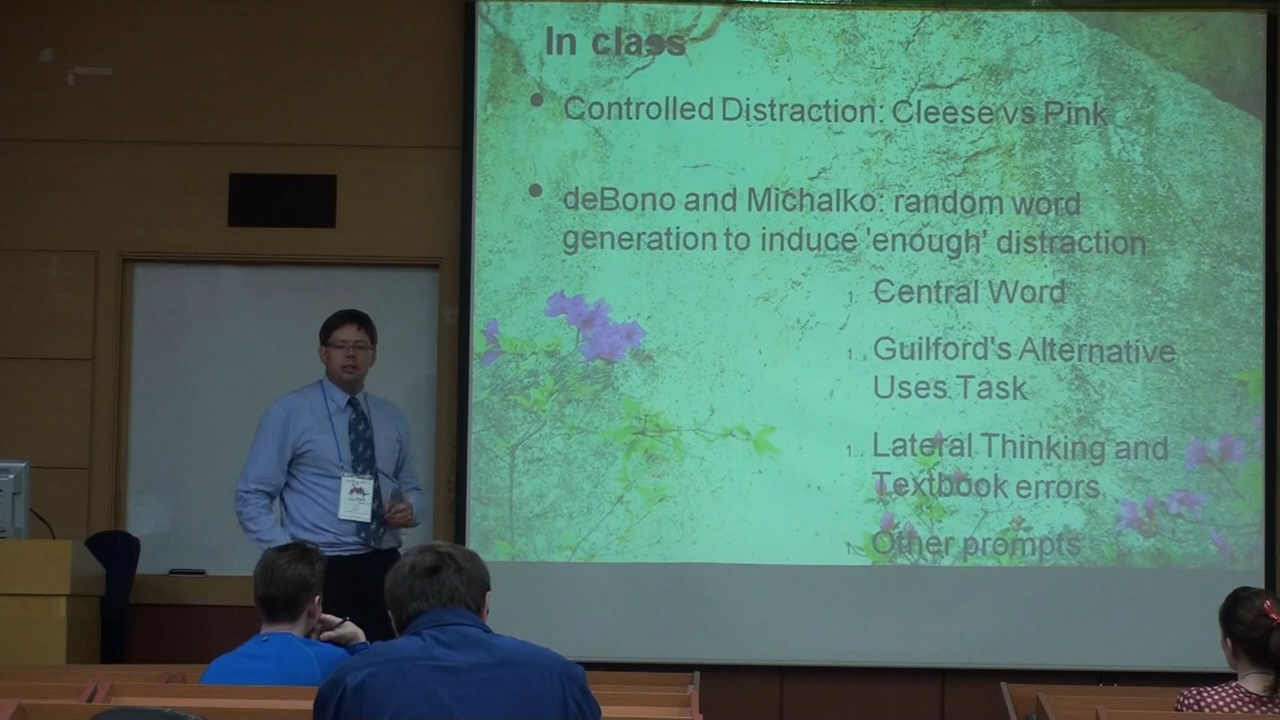 In class
• Controlled Distraction: Cleese vs Pink
• deBono and Michalko: random word
generation to induce 'enough' distraction
1. Central Word
1. Guilford's Alternative
Uses Task
1. Lateral Thinking and
Textbook errors
1. Other prompts